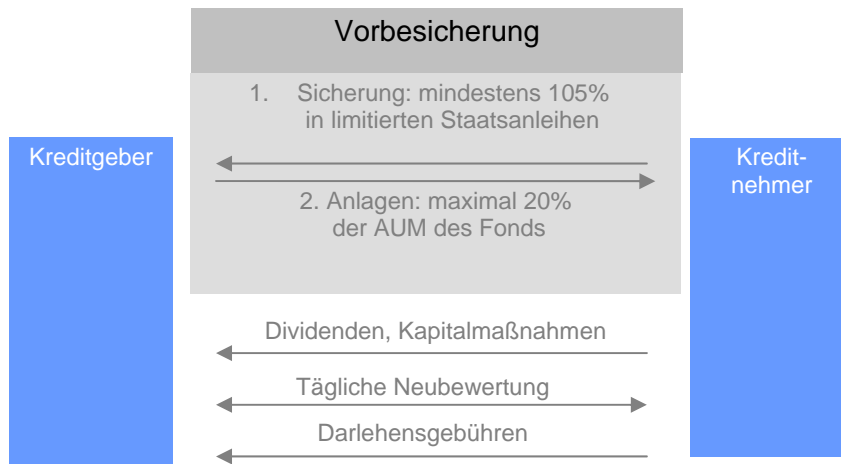 Vorbesicherung
1. Sicherung: mindestens 105%
in limitierten Staatsanleihen
Kreditgeber
Kredit-
nehmer
2. Anlagen: maximal 20%
der AUM des Fonds
Dividenden, Kapitalmaßnahmen
Tägliche Neubewertung
Darlehensgebühren